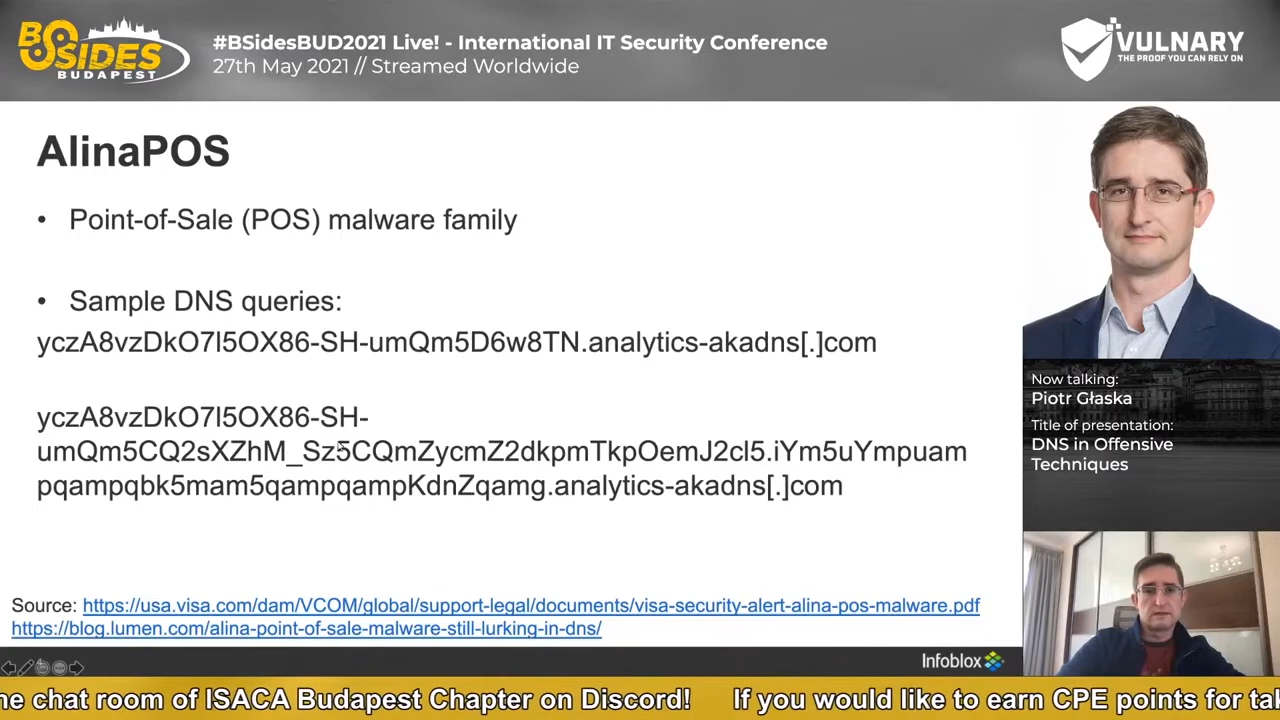 BSIDES
BUDAPEST
#BSidesBUD2021 Live! - International IT Security Conference
27th May 2021 // Streamed Worldwide
VULNARY
THE PROOF YOU CAN RELY ON
AlinaPOS
• Point-of-Sale (POS) malware family
• Sample DNS queries:
yczA8vzDkO7l5OX86-SH-umQm5D6w8TN.analytics-akadns[.]com
yczA8vzDkO7l5OX86-SH-
umQm5CQ2sXZhM_Sz5CQmZycmZ2dkpmTkpOemJ2cl5.iYm5uYmpuam
pqampqbk5mam5qampqampKdnZqamg.analytics-akadns[.]com
Source: https://usa.visa.com/dam/VCOM/global/support-legal/documents/visa-security-alert-alina-pos-malware.pdf
https://blog.lumen.com/alina-point-of-sale-malware-still-lurking-in-dns/
Infoblox
Now talking:
Piotr Głaska
Title of presentation:
DNS in Offensive
Techniques
he chat room of ISACA Budapest Chapter on Discord! If you would like to earn CPE points for tal